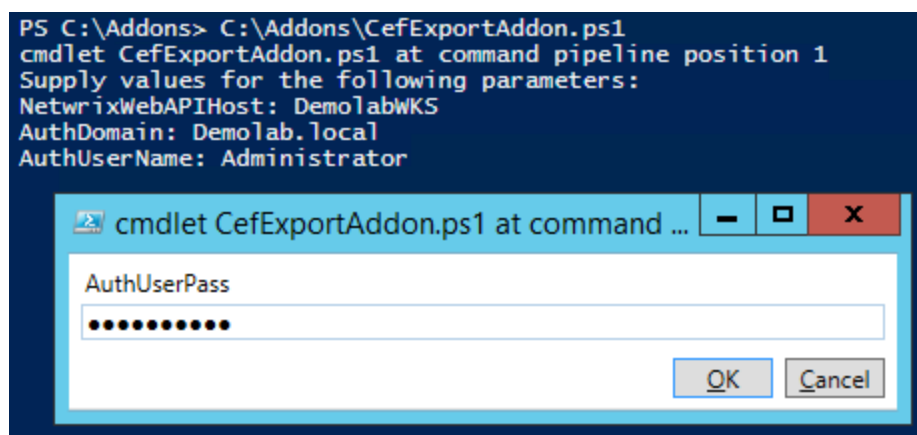 PS C:\Addons> C:\Addons\CefExportAddon.ps1
cmdlet CefExportAddon.ps1 at command pipeline position 1
Supply values for the following parameters:
NetwrixWebAPIHost: DemolabWKS
AuthDomain: Demolab.local
AuthUserName: Administrator
cmdlet CefExportAddon.ps1 at command ...
AuthUserPass
●●●●●●●●●●
OK Cancel